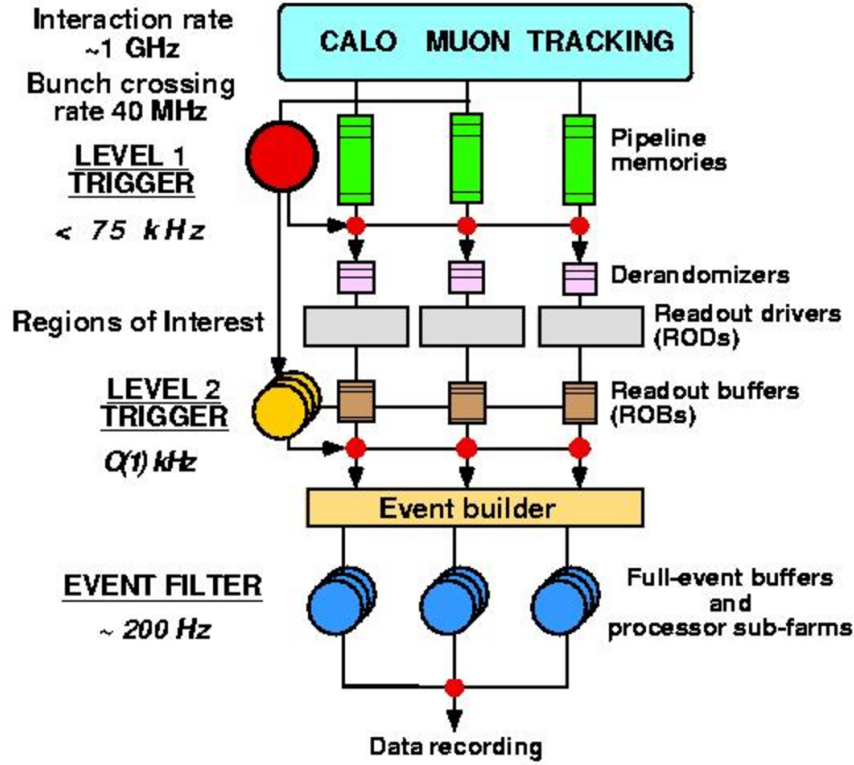 Interaction rate
~1 GHz
CALO MUON TRACKING
Bunch crossing
rate 40 MHz
LEVEL 1
TRIGGER
Pipeline
memories
< 75 kHz
Derandomizers
Regions of Interest
Readout drivers
(RODs)
LEVEL 2
TRIGGER
Readout buffers
(ROBs)
O(1) kHz
Event builder
EVENT FILTER
~ 200 Hz
Full-event buffers
and
processor sub-farms
Data recording